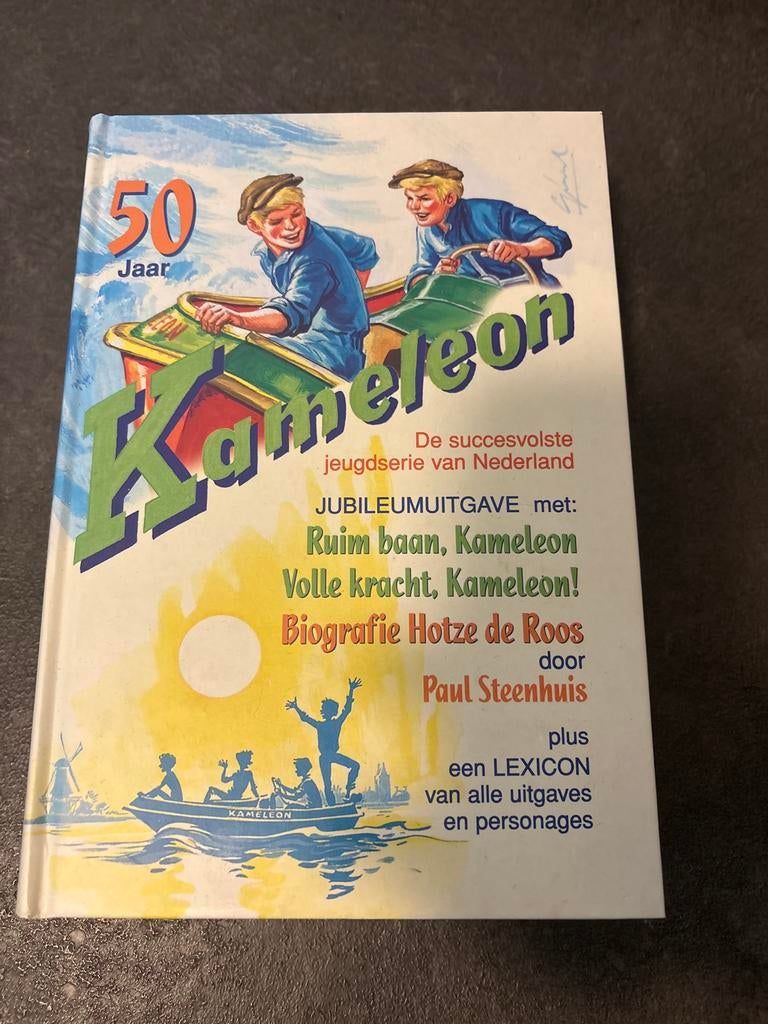 50
Jaar
Kameleon
De succesvolste
jeugdserie van Nederland
JUBILEUMUITGAVE met:
Ruim baan, Kameleon
Volle kracht, Kameleon!
Biografie Hotze de Roos
door
Paul Steenhuis
plus
een LEXICON
van alle uitgaves
en personages
KAMELEON